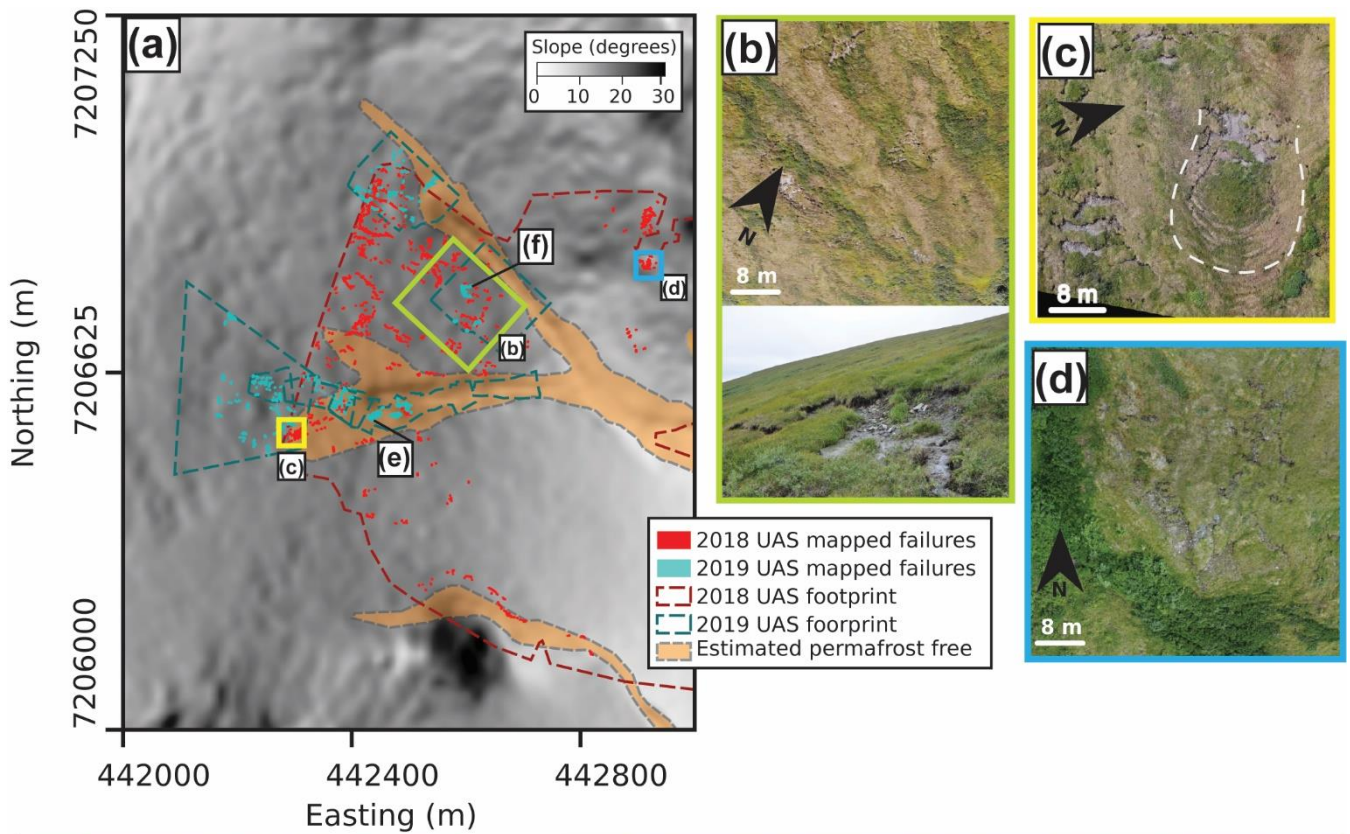 (a)
Slope (degrees)
0 10 20 30
7207250
7206625
7206000
Northing (m)
442000 442400 442800
Easting (m)
(f)
(d)
(b)
(c)
(e)
(b)
N
8 m
(c)
N
8 m
(d)
N
8 m
2018 UAS mapped failures
2019 UAS mapped failures
2018 UAS footprint
2019 UAS foorprint
Estimated permafrost free